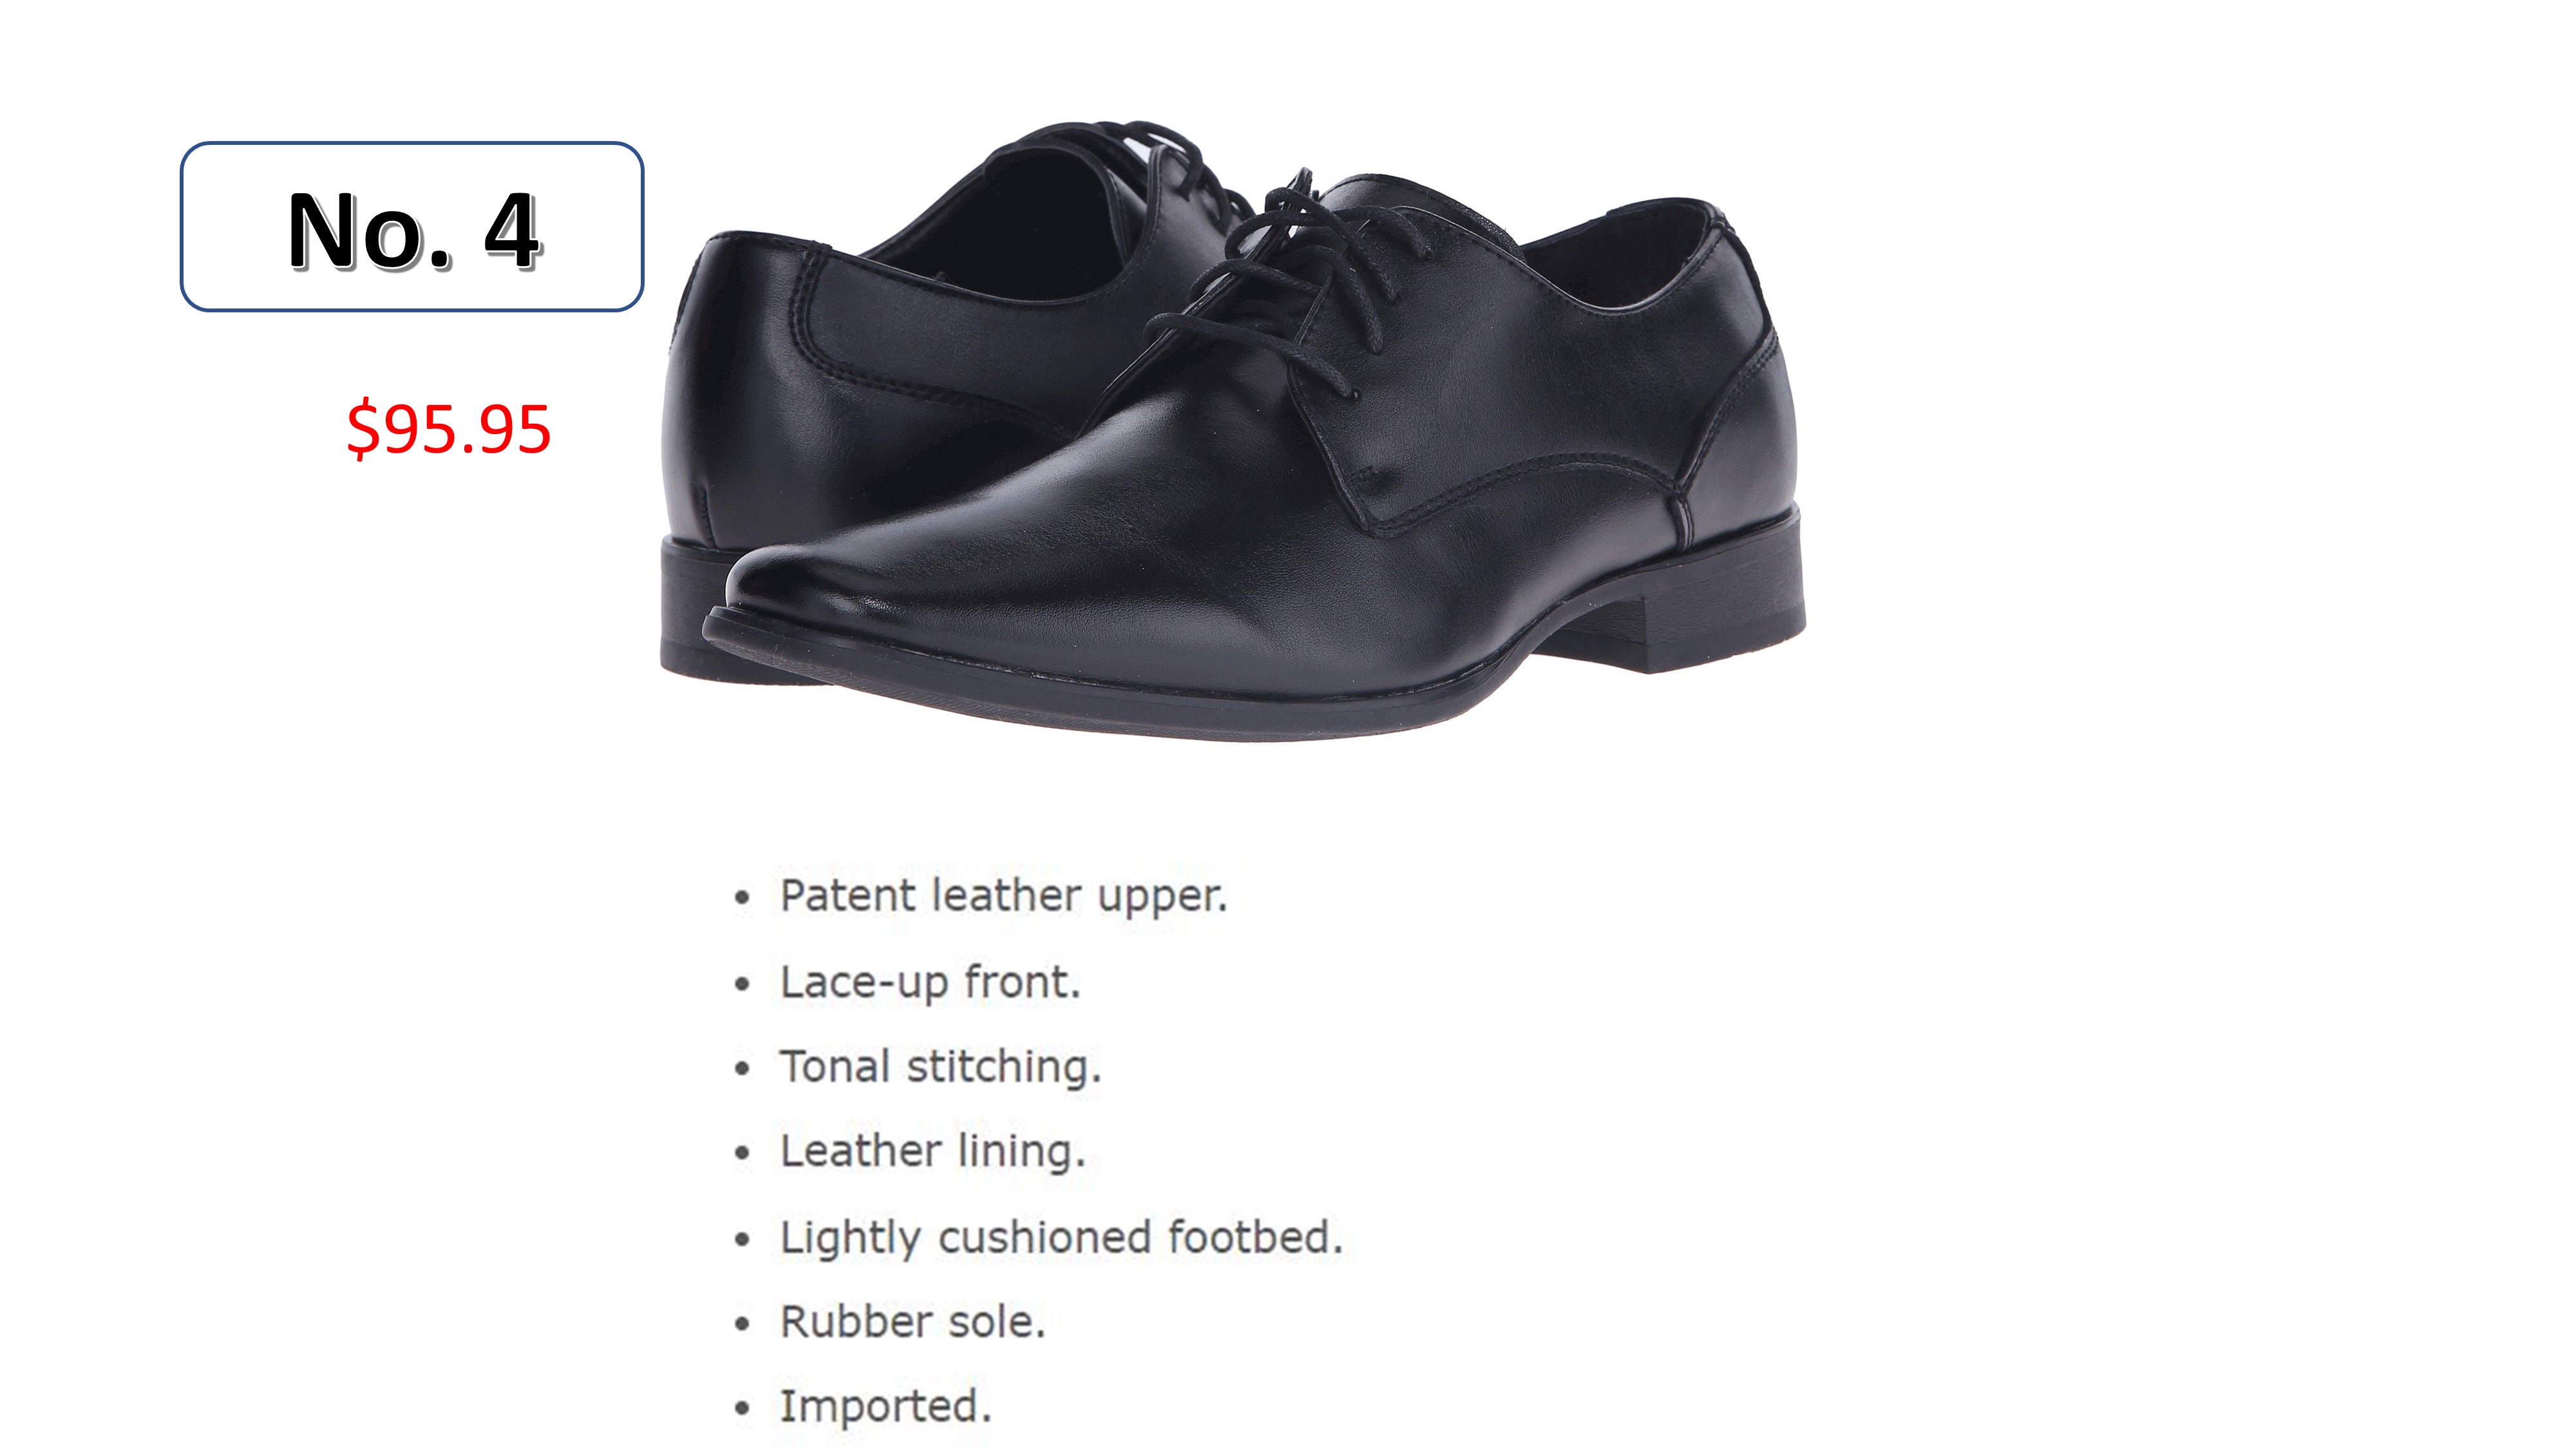 No. 4
$95.95
• Patent leather upper.
• Lace-up front.
• Tonal stitching.
• Leather lining.
• Lightly cushioned footbed.
• Rubber sole.
• Imported.